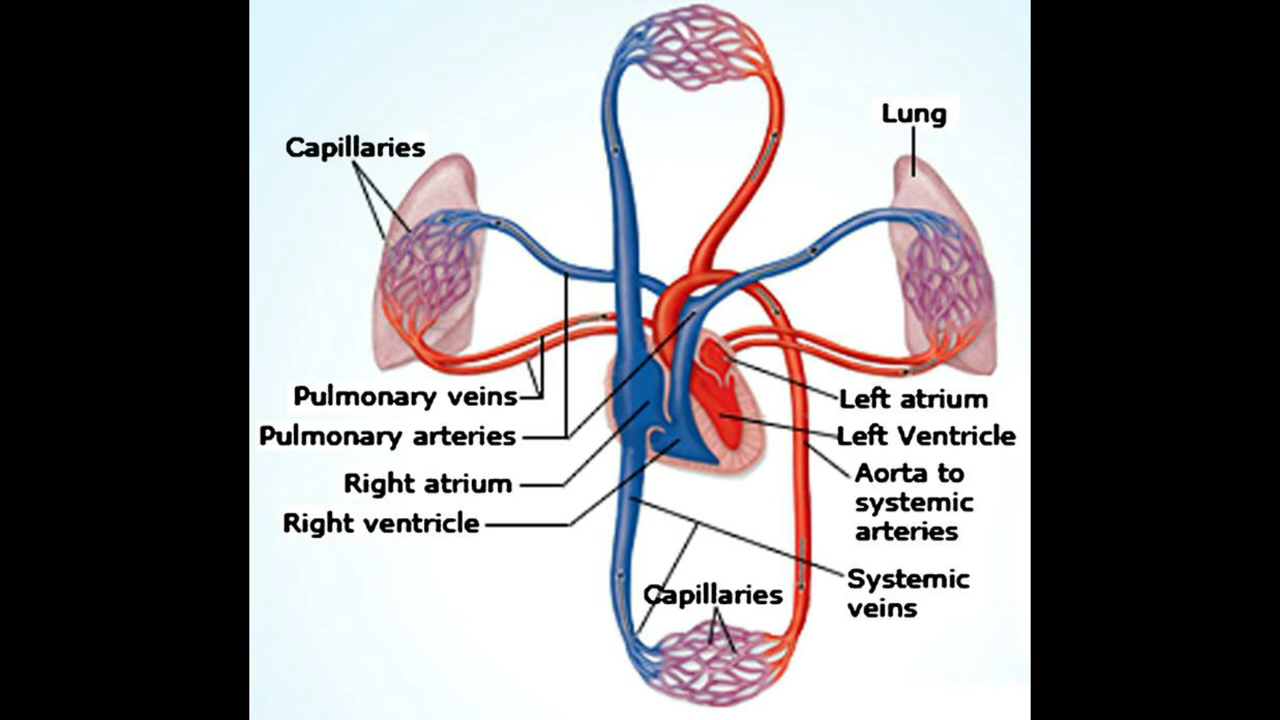 Lung
Capillaries
Pulmonary veins
Pulmonary arteries
Right atrium
Right ventricle
Left atrium
Left Ventricle
Aorta to
systemic
arteries
Systemic
veins
Capillaries